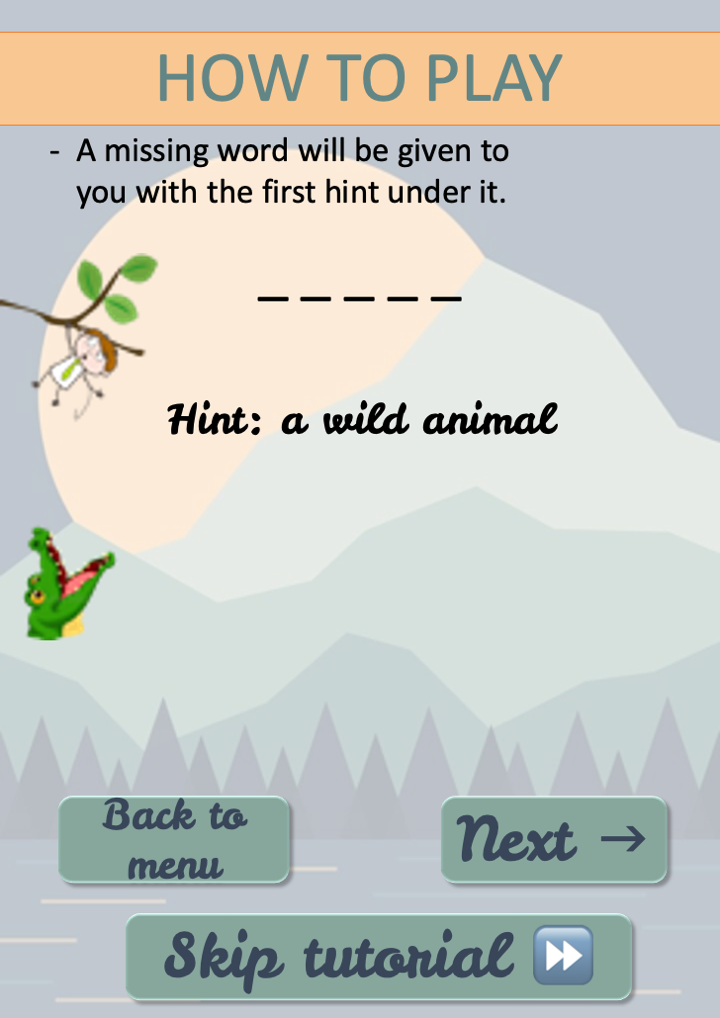 HOW TO PLAY
- A missing word will be given to
you with the first hint under it.
_ _ _ _ _
Hint: a wild animal
Back to
menu
Next →
Skip tutorial ⏩